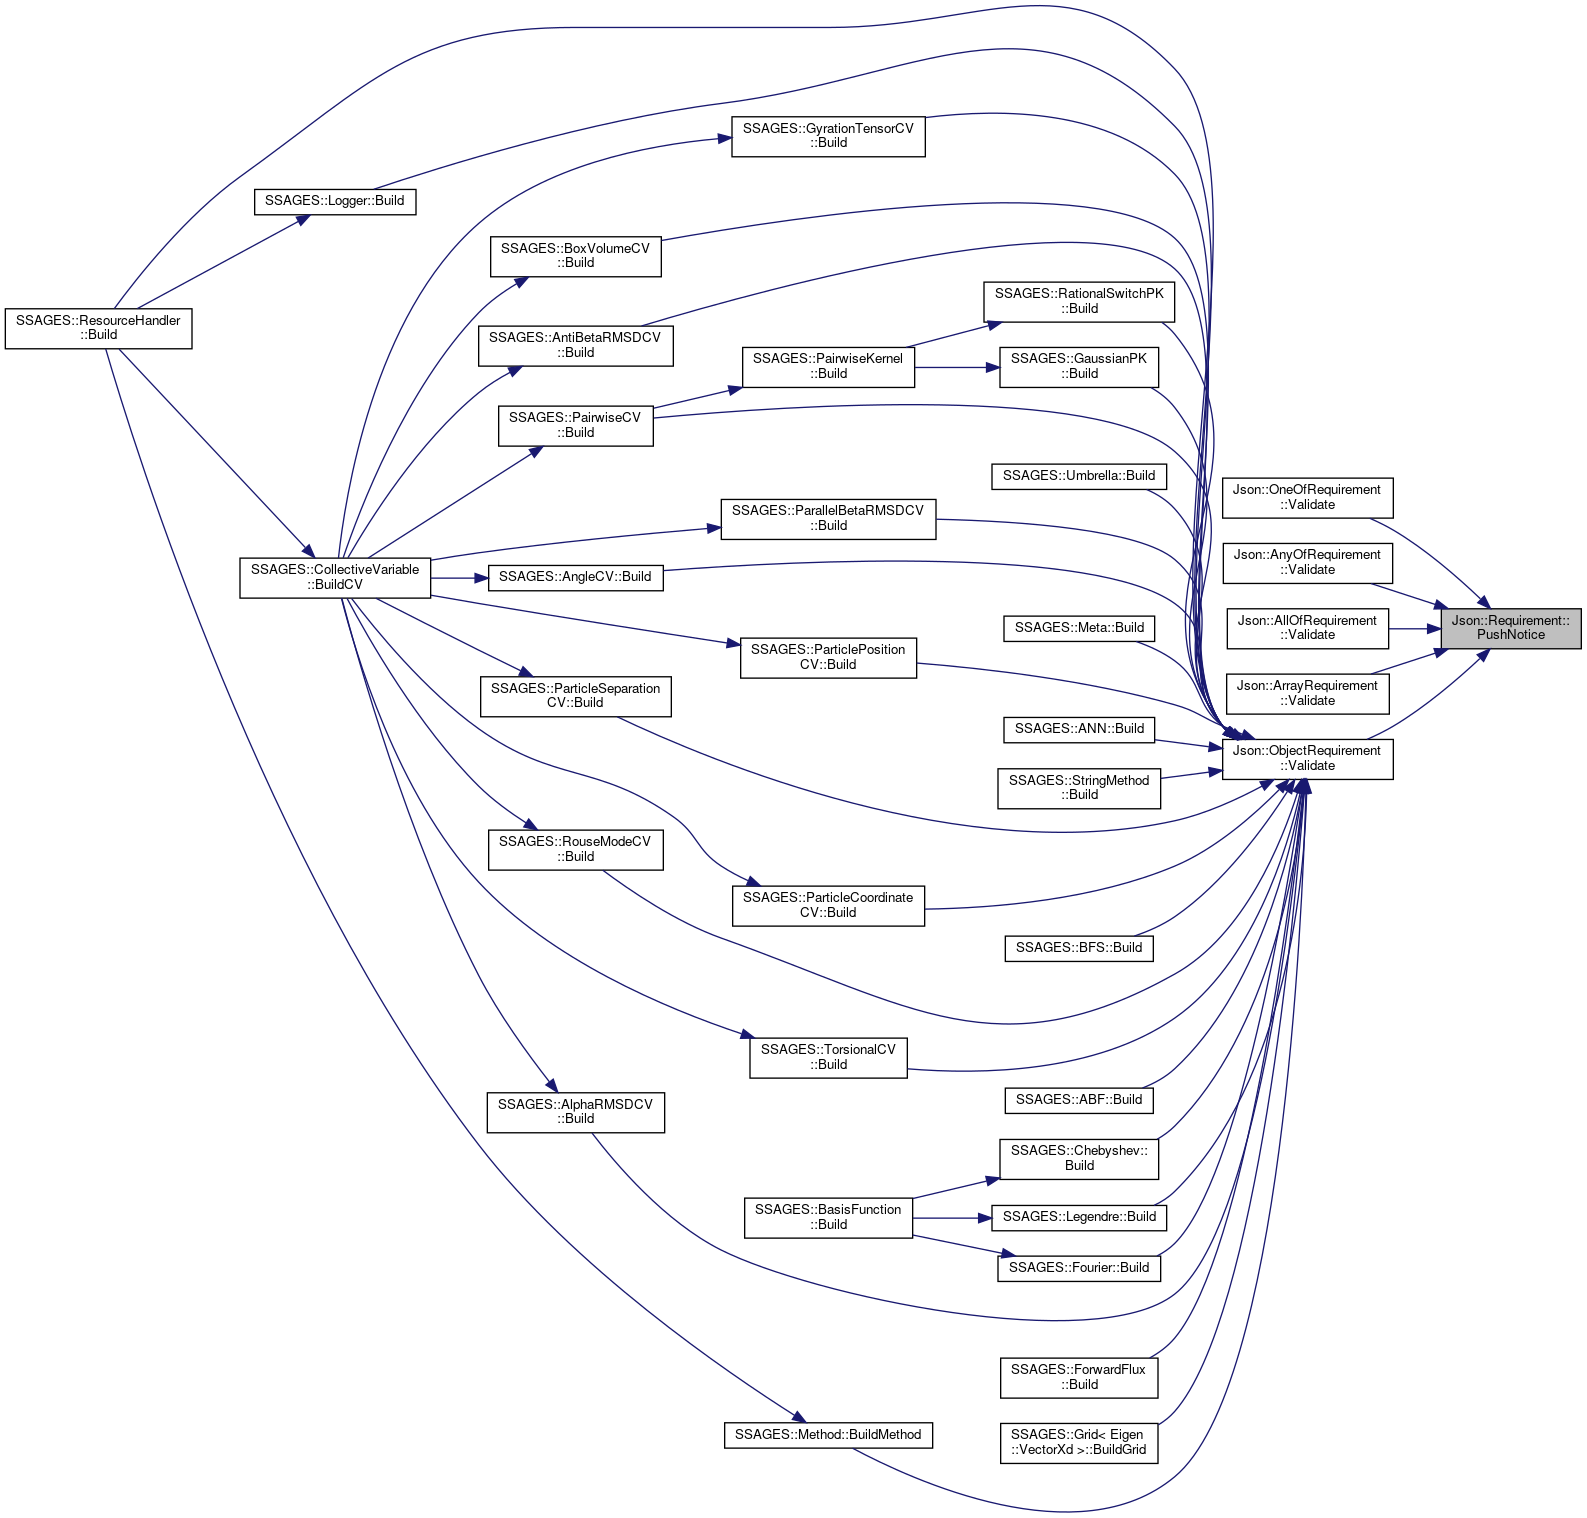 SSAGES::GyrationTensorCV
::Build
SSAGES::Logger::Build
SSAGES::BoxVolumeCV
::Build
SSAGES::RationalSwitchPK
::Build
SSAGES::ResourceHandler
::Build
SSAGES::AntiBetaRMSDCV
::Build
SSAGES::PairwiseKernel
::Build
SSAGES::GaussianPK
::Build
SSAGES::PairwiseCV
::Build
SSAGES::Umbrella::Build
Json::OneOfRequirement
::Validate
SSAGES::ParallelBetaRMSDCV
::Build
Json::AnyOfRequirement
::Validate
SSAGES::CollectiveVariable
::BuildCV
SSAGES::AngleCV::Build
SSAGES::Meta::Build
Json::AllOfRequirement
::Validate
Json::Requirement::
PushNotice
SSAGES::ParticlePosition
CV::Build
SSAGES::ParticleSeparation
CV::Build
Json::ArrayRequirement
::Validate
SSAGES::ANN::Build
Json::ObjectRequirement
::Validate
SSAGES::StringMethod
::Build
SSAGES::RouseModeCV
::Build
SSAGES::ParticleCoordinate
CV::Build
SSAGES::BFS::Build
SSAGES::TorsionalCV
::Build
SSAGES::ABF::Build
SSAGES::AlphaRMSDCV
::Build
SSAGES::Chebyshev::
Build
SSAGES::BasisFunction
::Build
SSAGES::Legendre::Build
SSAGES::Fourier::Build
SSAGES::ForwardFlux
::Build
SSAGES::Method::BuildMethod
SSAGES::Grid< Eigen
::VectorXd >::BuildGrid